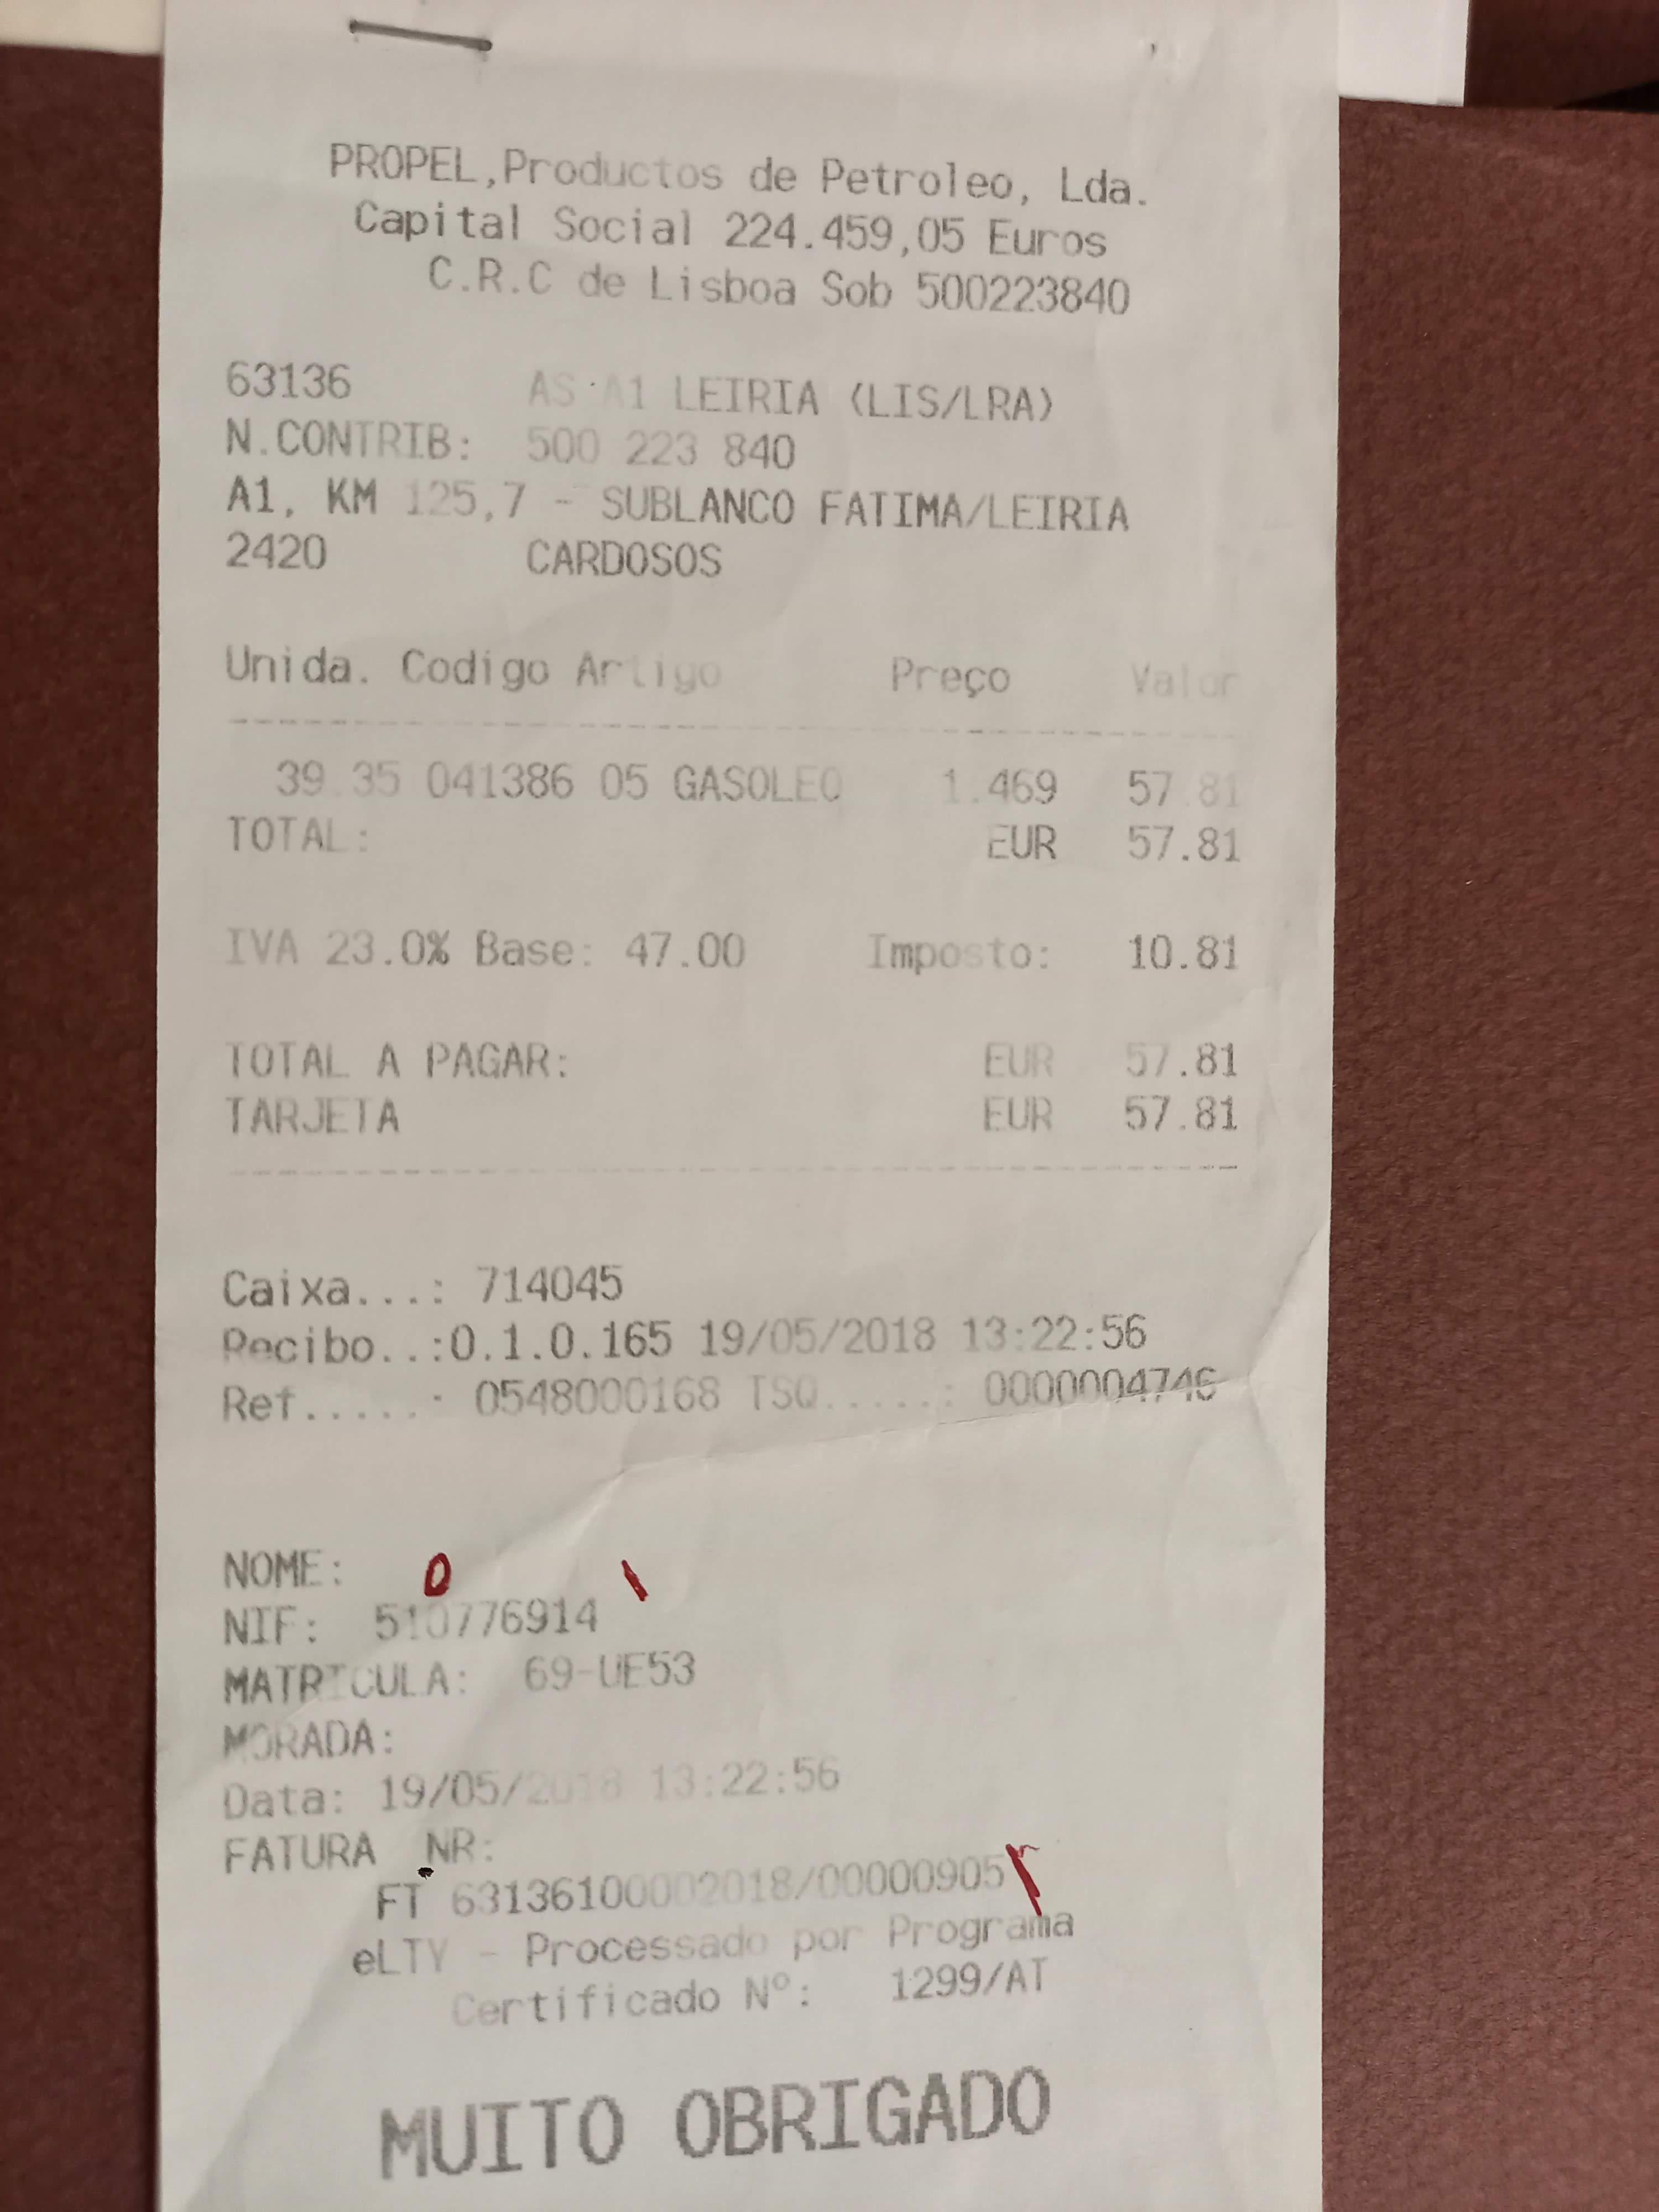 PROPEL,Productos de Petroleo, Lda.
Capital Social 224.459,05 Euros
C.R.C de Lisboa Sob 500223840
63136 AS A1 LEIRIA (LIS/LRA)
N.CONTRIB: 500 223 840
A1, KM 125,7 - SUBLANCO FATIMA/LEIRIA
2420 CARDOSOS
Unida. Codigo Artigo Preço Valor
39.35 041386 05 GASOLEO 1.469 57.81
TOTAL: EUR 57.81
IVA 23.0% Base: 47.00 Imposto: 10.81
TOTAL A PAGAR: EUR 57.81
TARJETA EUR 57.81
Caixa...: 714045
Recibo..:0.1.0.165 19/05/2018 13:22:56
Ref.....: 0548000168 TSQ.....: 0000004746
NOME:
0 \
NIF: 510776914
MATRICULA: 69-UE53
MORADA:
Data: 19/05/2018 13:22:56
FATURA NR:
FT 63136100002018/00000905
eLTY - Processado por Programa
Certificado Nº: 1299/AT
MUITO OBRIGADO